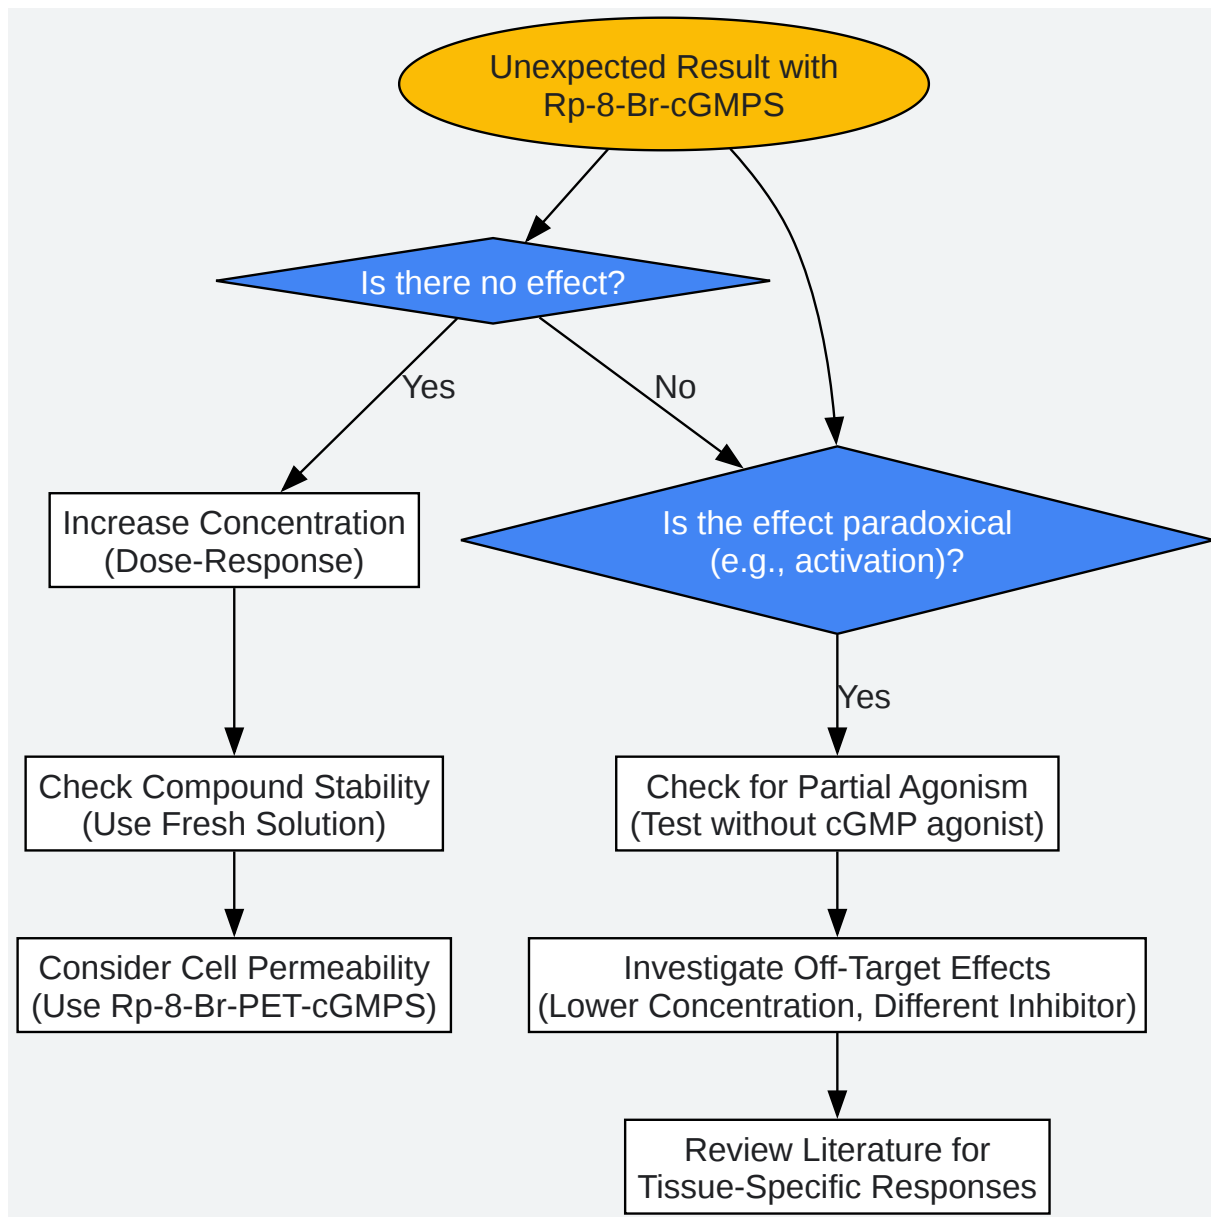 Unexpected Result with
Rp-8-Br-cGMPS
Is there no effect?
Yes
No
Increase Concentration
(Dose-Response)
Is the effect paradoxical
(e.g., activation)?
Yes
Check Compound Stability
(Use Fresh Solution)
Check for Partial Agonism
(Test without cGMP agonist)
Consider Cell Permeability
(Use Rp-8-Br-PET-cGMPS)
Investigate Off-Target Effects
(Lower Concentration, Different Inhibitor)
Review Literature for
Tissue-Specific Responses